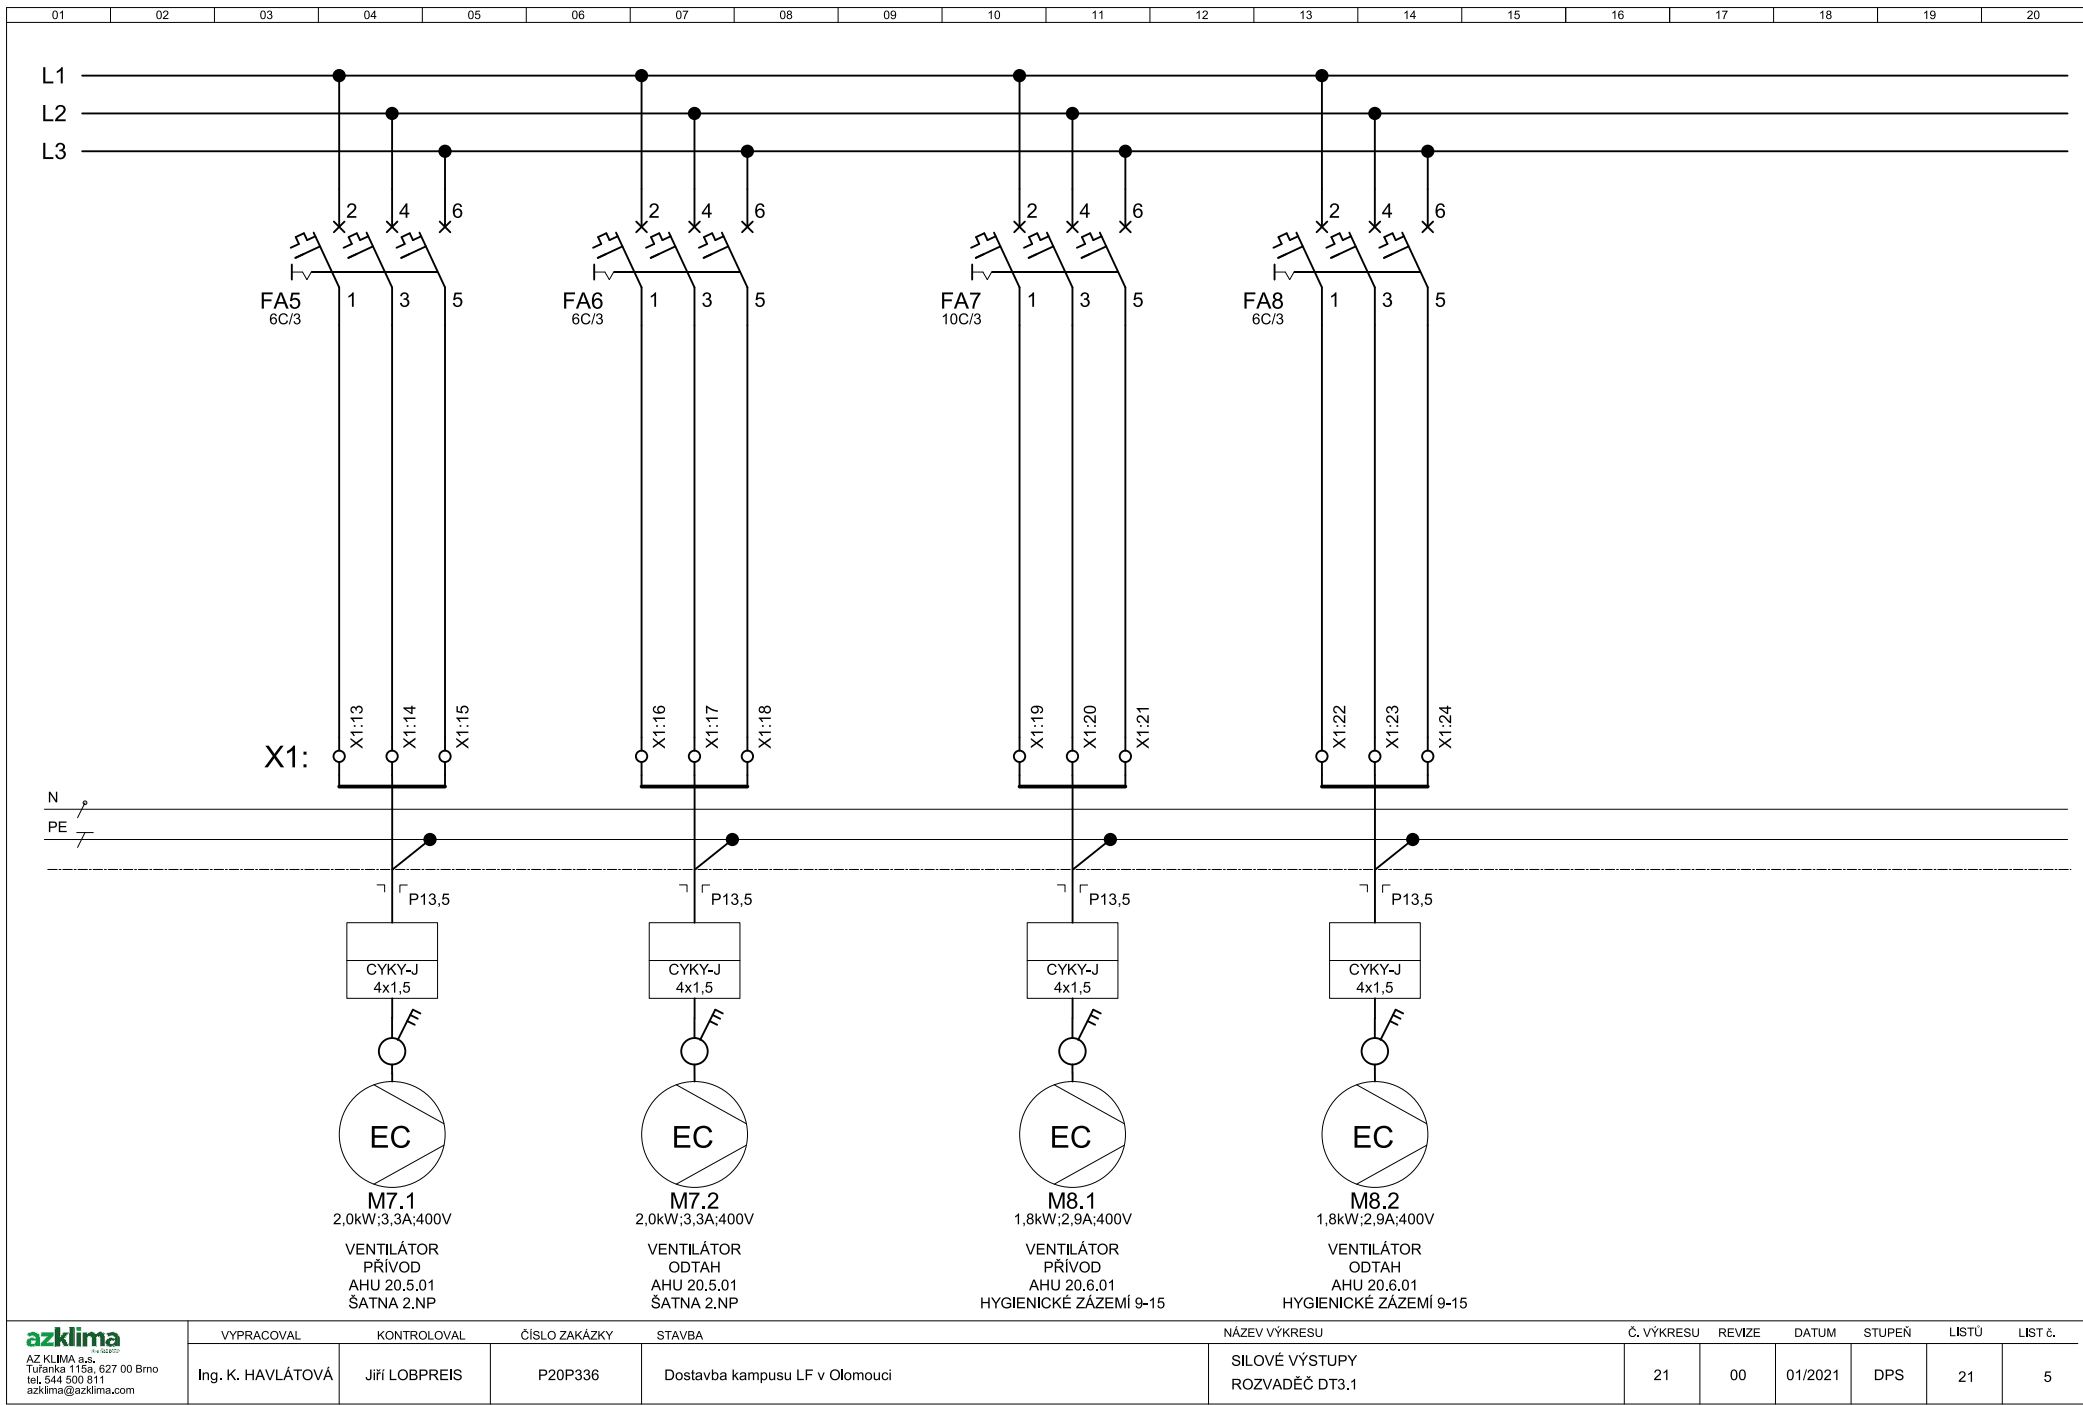 01 02 03 04 05 06 07 08 09 10 11 12 13 14 15 16 17 18 19 20
L1
L2
L3
2 4 6 2 4 6 2 4 6 2 4 6
FA5 1 3 5 FA6 1 3 5 FA7 1 3 5 FA8 1 3 5
6C/3 6C/3 10C/3 6C/3
X1:13 X1:14 X1:15 X1:16 X1:17 X1:18 X1:19 X1:20 X1:21 X1:22 X1:23 X1:24
X1:
N
PE
P13,5 P13,5 P13,5 P13,5
CYKY-J CYKY-J CYKY-J CYKY-J
4x1,5 4x1,5 4x1,5 4x1,5
EC EC EC EC
M7.1 M7.2 M8.1 M8.2
2,0kW;3,3A;400V 2,0kW;3,3A;400V 1,8kW;2,9A;400V 1,8kW;2,9A;400V
VENTILÁTOR VENTILÁTOR VENTILÁTOR VENTILÁTOR
PŘÍVOD ODTAH PŘÍVOD ODTAH
AHU 20.5.01 AHU 20.5.01 AHU 20.6.01 AHU 20.6.01
ŠATNA 2.NP ŠATNA 2.NP HYGIENICKÉ ZÁZEMÍ 9-15 HYGIENICKÉ ZÁZEMÍ 9-15
azklima
AZ KLIMA a.s.
Tuřanka 115a, 627 00 Brno
tel. 544 500 811
azklima@azklima.com
VYPRACOVAL KONTROLOVAL ČÍSLO ZAKÁZKY STAVBA NÁZEV VÝKRESU Č. VÝKRESU REVIZE DATUM STUPEŇ LISTŮ LIST č.
Ing. K. HAVLÁTOVÁ Jiří LOBPREIS P20P336 Dostavba kampusu LF v Olomouci SILOVÉ VÝSTUPY 21 00 01/2021 DPS 21 5
ROZVADĚČ DT3.1